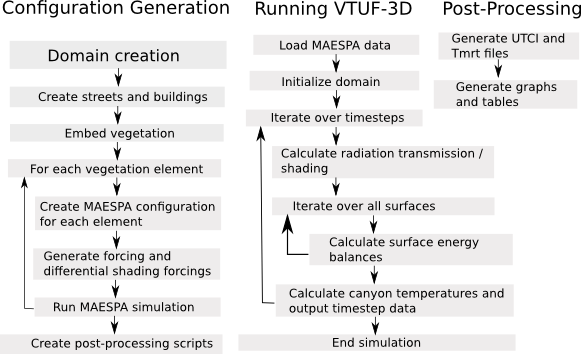 Configuration Generation
Domain creation
Create streets and buildings
Embed vegetation
For each vegetation element
Create MAESPA configuration
for each element
Generate forcing and
differential shading forcings
Run MAESPA simulation
Create post-processing scripts
Running VTUF-3D
Load MAESPA data
Initialize domain
Iterate over timesteps
Calculate radiation transmission /
shading
Iterate over all surfaces
Calculate surface energy
balances
Calculate canyon temperatures and
output timestep data
End simulation
Post-Processing
Generate UTCI and
Tmrt files
Generate graphs
and tables